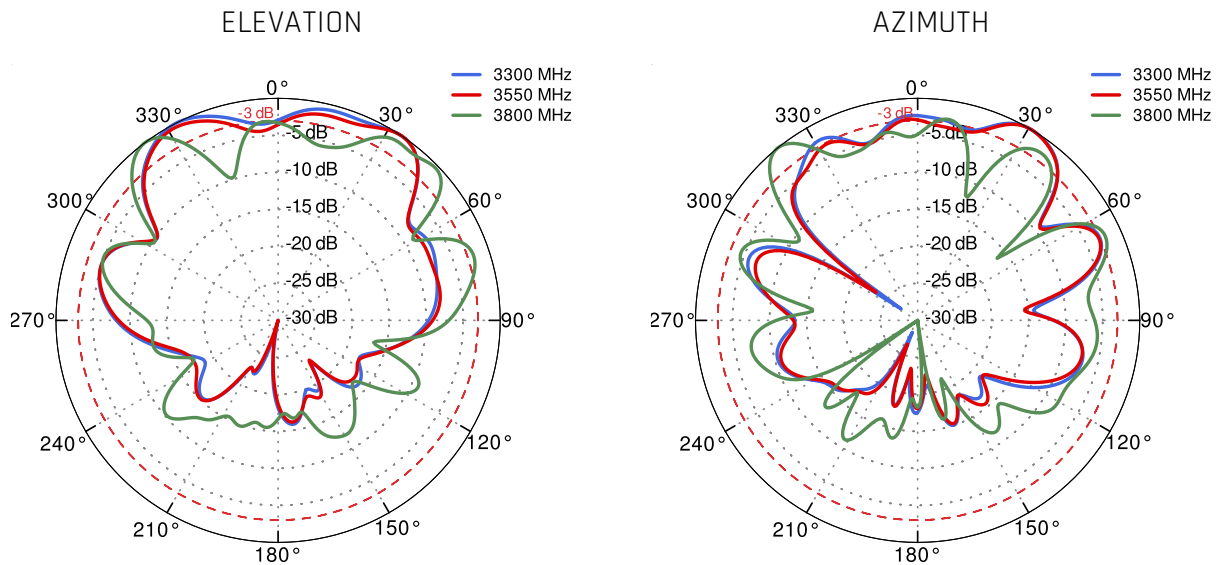 ELEVATION
3300 MHz
3550 MHz
3800 MHz
0°
-3 dB
330°
30°
-5 dB
-10 dB
300°
60°
-15 dB
-20 dB
-25 dB
270°
-30 dB
90°
240°
120°
210°
150°
180°
AZIMUTH
3300 MHz
3550 MHz
3800 MHz
0°
-3 dB
330°
30°
-5 dB
-10 dB
300°
60°
-15 dB
-20 dB
-25 dB
270°
-30 dB
90°
240°
120°
210°
150°
180°